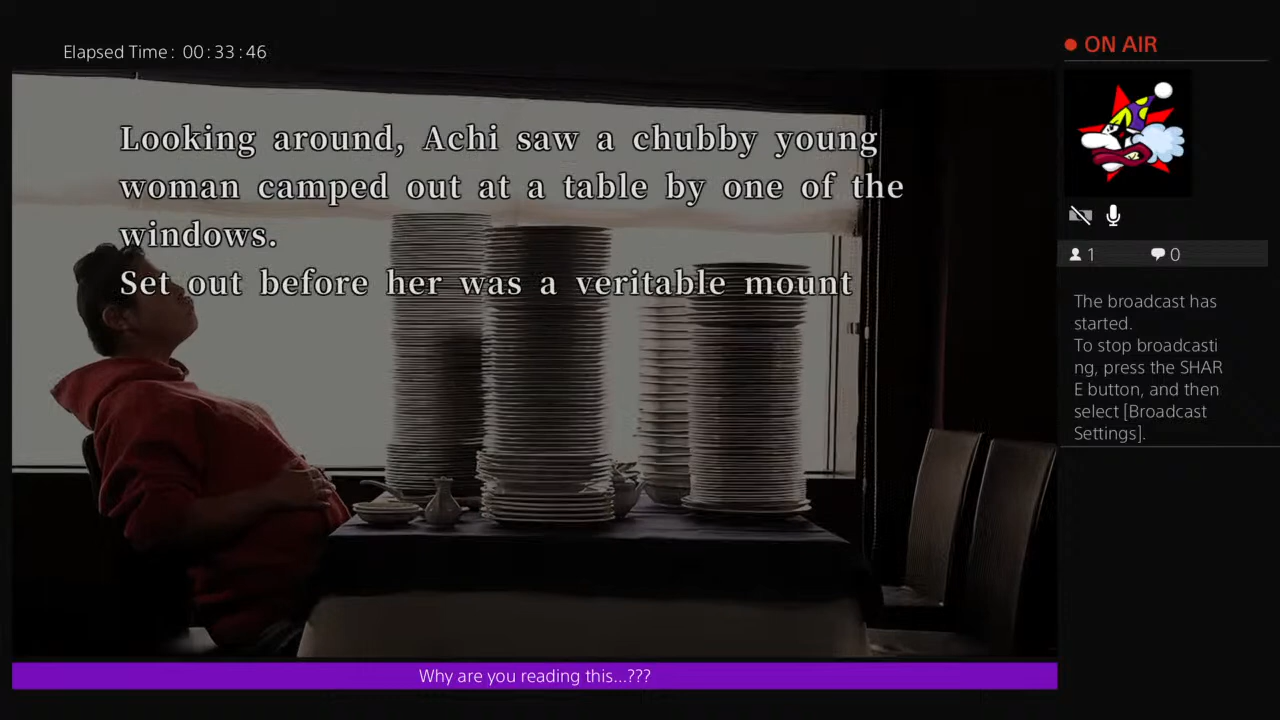 Elapsed Time: 00:33:46
ON AIR
Looking around, Achi saw a chubby young
woman camped out at a table by one of the
windows.
Set out before her was a veritable mount
1
0
The broadcast has
started.
To stop broadcasti
ng, press the SHAR
E button, and then
select [Broadcast
Settings].
Why are you reading this...???